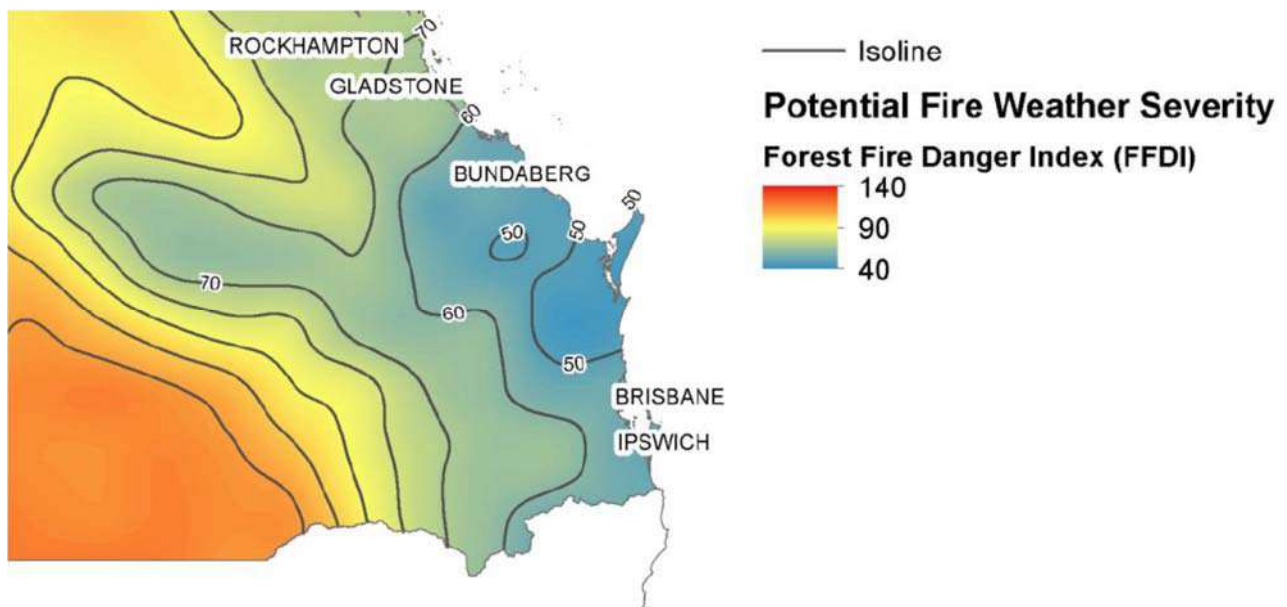 70
ROCKHAMPTON
GLADSTONE
60
BUNDABERG
50
50
50
70
60
50
BRISBANE
IPSWICH
Isoline
Potential Fire Weather Severity
Forest Fire Danger Index (FFDI)
140
90
40